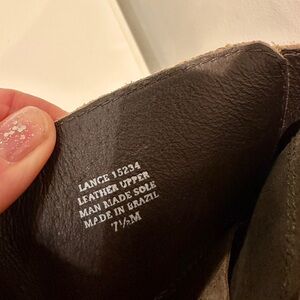 LANCE 15234
LEATHER UPPER
MAN MADE SOLE
MADE IN BRAZIL
7½M